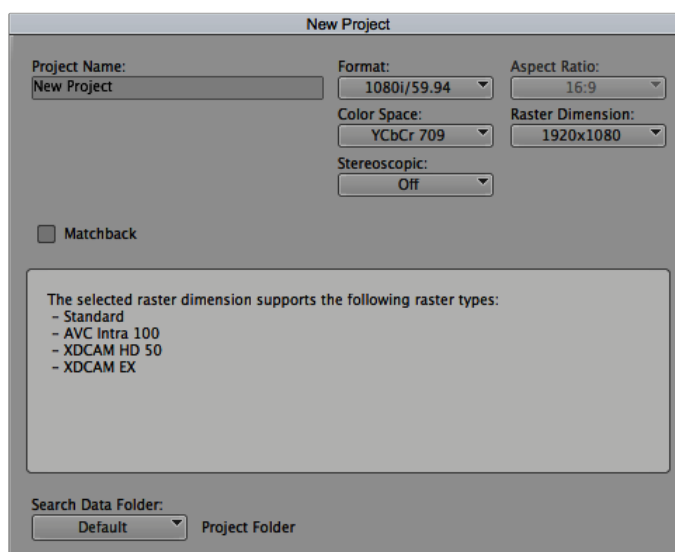 New Project
Project Name:
New Project
Format:
1080i/59.94
Aspect Ratio:
16:9
Color Space:
YCbCr 709
Raster Dimension:
1920x1080
Stereoscopic:
Off
Matchback
The selected raster dimension supports the following raster types:
– Standard
– AVC Intra 100
– XDCAM HD 50
– XDCAM EX
Search Data Folder:
Default
Project Folder